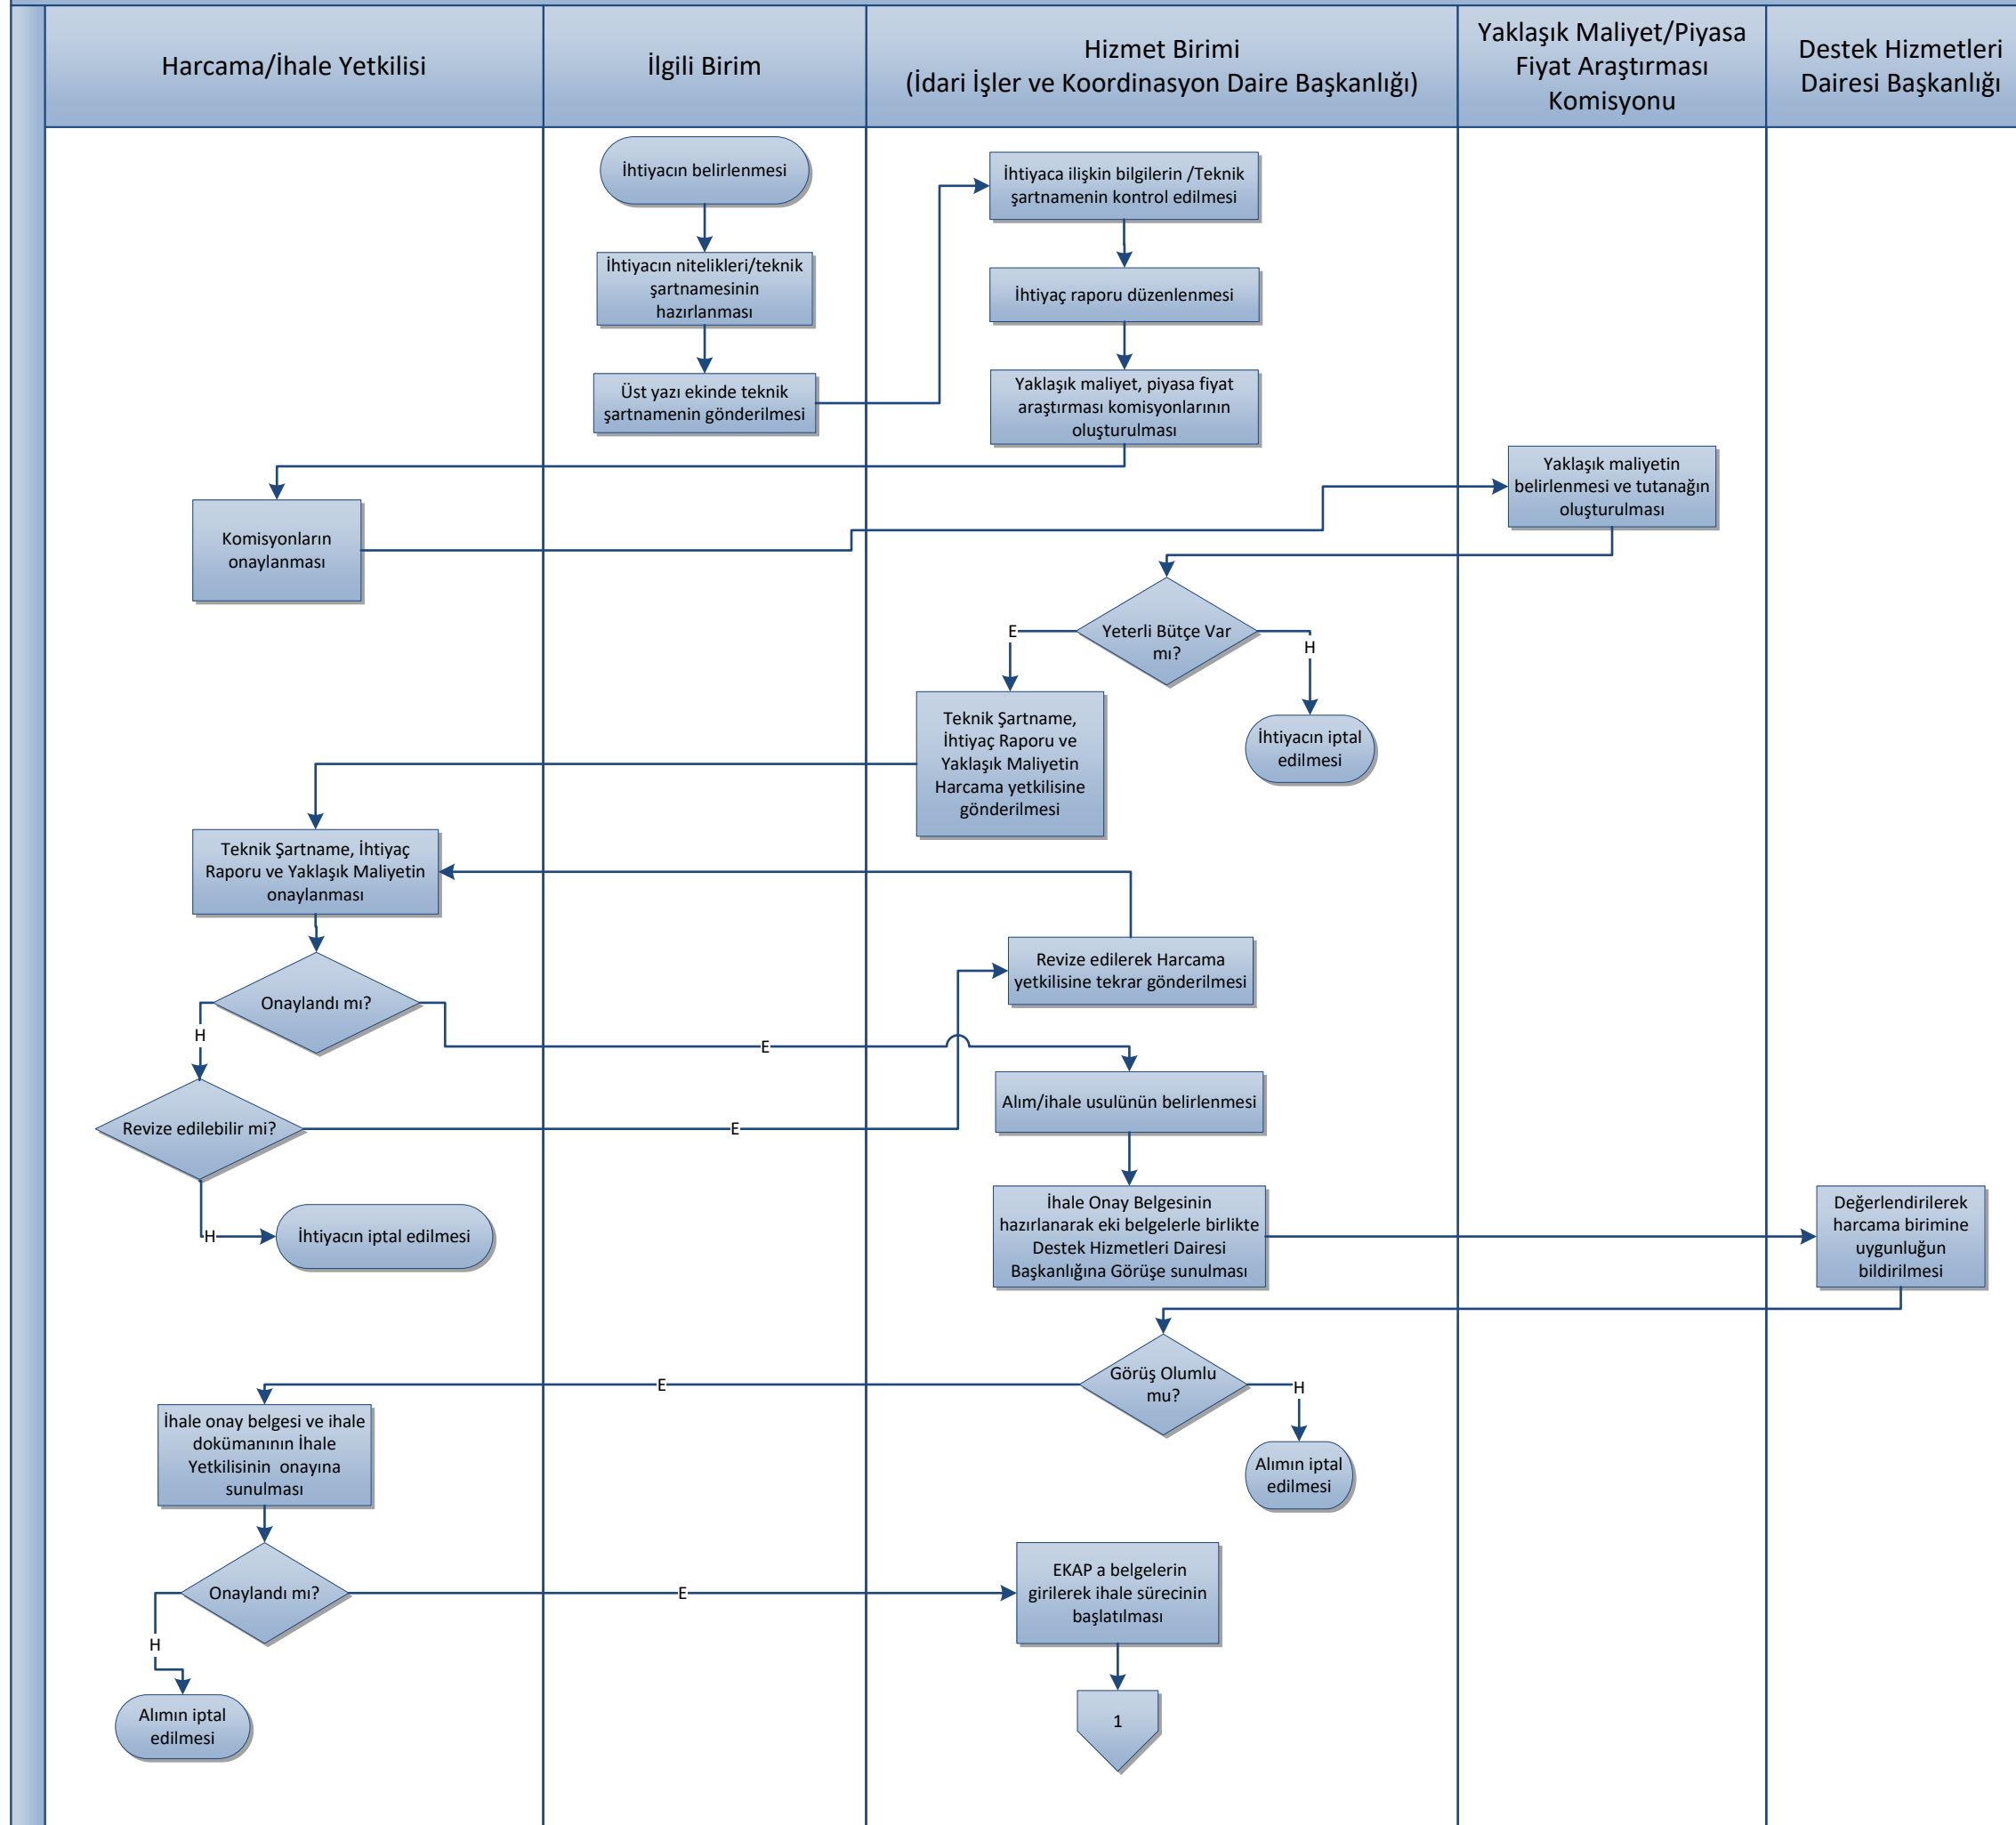 Harcama/İhale Yetkilisi
İlgili Birim
Hizmet Birimi
(İdari İşler ve Koordinasyon Daire Başkanlığı)
Yaklaşık Maliyet/Piyasa
Fiyat Araştırması
Komisyonu
Destek Hizmetleri
Dairesi Başkanlığı
İhtiyacın belirlenmesi
İhtiyaca ilişkin bilgilerin /Teknik
şartnamenin kontrol edilmesi
İhtiyacın nitelikleri/teknik
şartnamesinin
hazırlanması
İhtiyaç raporu düzenlenmesi
Üst yazı ekinde teknik
şartnamenin gönderilmesi
Yaklaşık maliyet, piyasa fiyat
araştırması komisyonlarının
oluşturulması
Yaklaşık maliyetin
belirlenmesi ve tutanağın
oluşturulması
Komisyonların
onaylanması
Yeterli Bütçe Var
mı?
E
H
Teknik Şartname,
İhtiyaç Raporu ve
Yaklaşık Maliyetin
Harcama yetkilisine
gönderilmesi
İhtiyacın iptal
edilmesi
Teknik Şartname, İhtiyaç
Raporu ve Yaklaşık Maliyetin
onaylanması
Revize edilerek Harcama
yetkilisine tekrar gönderilmesi
Onaylandı mı?
H
E
Alım/ihale usulünün belirlenmesi
Revize edilebilir mi?
E
H
İhtiyacın iptal edilmesi
İhale Onay Belgesinin
hazırlanarak eki belgelerle birlikte
Destek Hizmetleri Dairesi
Başkanlığına Görüşe sunulması
Değerlendirilerek
harcama birimine
uygunluğun
bildirilmesi
Görüş Olumlu
mu?
E
H
İhale onay belgesi ve ihale
dokümanının İhale
Yetkilisinin onayına
sunulması
Alımın iptal
edilmesi
Onaylandı mı?
E
H
EKAP a belgelerin
girilerek ihale sürecinin
başlatılması
Alımın iptal
edilmesi
1